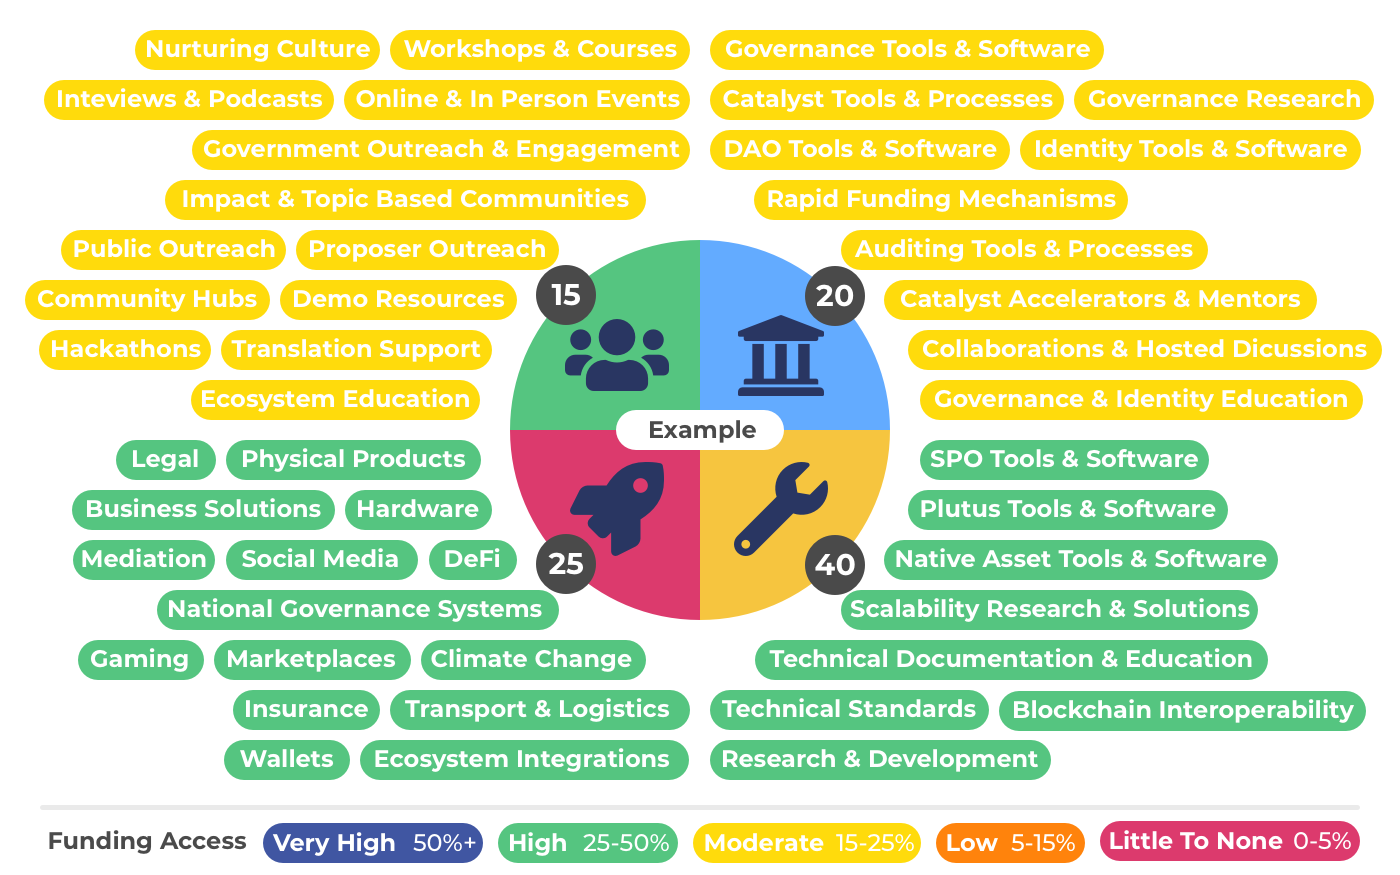 Nurturing Culture Workshops & Courses Governance Tools & Software
Inteviews & Podcasts Online & In Person Events Catalyst Tools & Processes Governance Research
Government Outreach & Engagement DAO Tools & Software Identity Tools & Software
Impact & Topic Based Communities Rapid Funding Mechanisms
Public Outreach Proposer Outreach Auditing Tools & Processes
Community Hubs Demo Resources 15 20 Catalyst Accelerators & Mentors
Hackathons Translation Support Collaborations & Hosted Dicussions
Ecosystem Education Governance & Identity Education
Example
Legal Physical Products SPO Tools & Software
Business Solutions Hardware Plutus Tools & Software
Mediation Social Media DeFi 25 40 Native Asset Tools & Software
National Governance Systems Scalability Research & Solutions
Gaming Marketplaces Climate Change Technical Documentation & Education
Insurance Transport & Logistics Technical Standards Blockchain Interoperability
Wallets Ecosystem Integrations Research & Development
Funding Access Very High 50%+ High 25-50% Moderate 15-25% Low 5-15% Little To None 0-5%